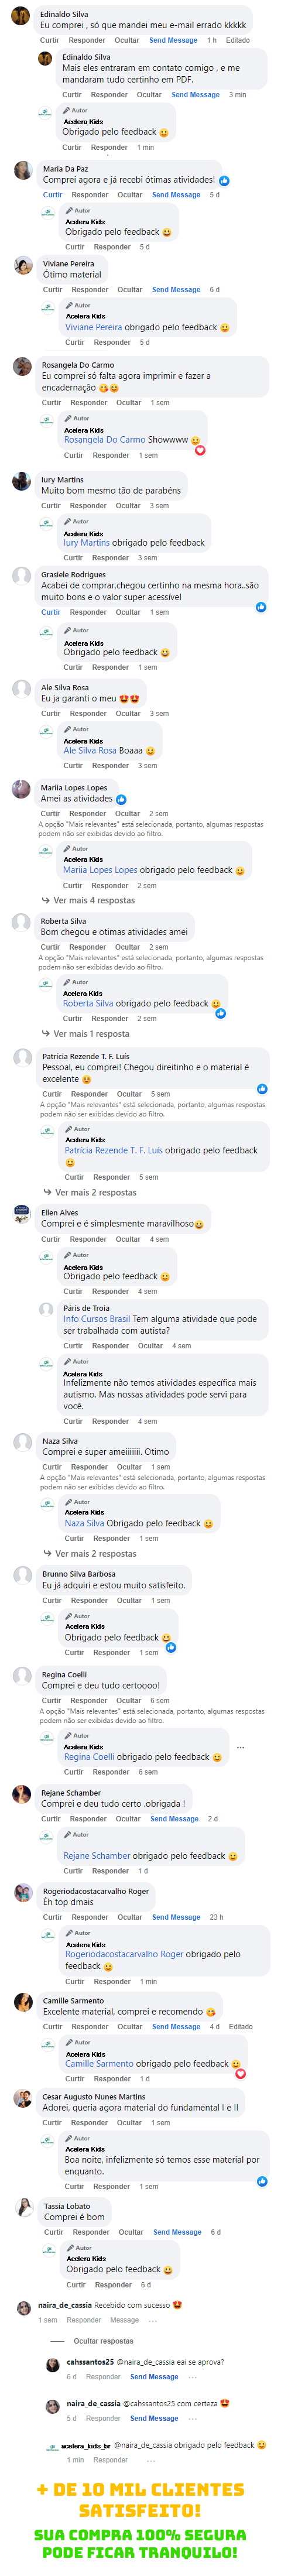 Edinaldo Silva
Eu comprei , só que mandei meu e-mail errado kkkkk
Curtir Responder Ocultar Send Message 1 h Editado
Edinaldo Silva
Mais eles entraram em contato comigo , e me
mandaram tudo certinho em PDF.
Curtir Responder Ocultar Send Message 3 min
Autor
Acelera Kids
Obrigado pelo feedback 😃
Curtir Responder 1 min
Maria Da Paz
Comprei agora e já recebi ótimas atividades!
Curtir Responder Ocultar Send Message 5 d
Autor
Acelera Kids
Obrigado pelo feedback 😃
Curtir Responder 5 d
Viviane Pereira
Ótimo material
Curtir Responder Ocultar Send Message 6 d
Autor
Acelera Kids
Viviane Pereira obrigado pelo feedback 😃
Curtir Responder 5 d
Rosangela Do Carmo
Eu comprei só falta agora imprimir e fazer a
encadernação 😘😊
Curtir Responder Ocultar 1 sem
Autor
Acelera Kids
Rosangela Do Carmo Showwww 😃
Curtir Responder 1 sem
Iury Martins
Muito bom mesmo tão de parabéns
Curtir Responder Ocultar 3 sem
Autor
Acelera Kids
Iury Martins obrigado pelo feedback
Curtir Responder 3 sem
Grasiele Rodrigues
Acabei de comprar,chegou certinho na mesma hora..são
muito bons e o valor super acessível
Curtir Responder Ocultar 1 sem
Autor
Acelera Kids
Obrigado pelo feedback 😃
Curtir Responder 1 sem
Ale Silva Rosa
Eu ja garanti o meu 🤩🤩
Curtir Responder Ocultar 3 sem
Autor
Acelera Kids
Ale Silva Rosa Boaaa 😃
Curtir Responder 3 sem
Mariia Lopes Lopes
Amei as atividades
Curtir Responder Ocultar 2 sem
A opção "Mais relevantes" está selecionada, portanto, algumas respostas
podem não ser exibidas devido ao filtro.
Autor
Acelera Kids
Mariia Lopes Lopes obrigado pelo feedback 😃
Curtir Responder 2 sem
Ver mais 4 respostas
Roberta Silva
Bom chegou e otimas atividades amei
Curtir Responder Ocultar 2 sem
A opção "Mais relevantes" está selecionada, portanto, algumas respostas
podem não ser exibidas devido ao filtro.
Autor
Acelera Kids
Roberta Silva obrigado pelo feedback 😃
Curtir Responder 2 sem
Ver mais 1 resposta
Patrícia Rezende T. F. Luís
Pessoal, eu comprei! Chegou direitinho e o material é
excelente 😊
Curtir Responder Ocultar 5 sem
A opção "Mais relevantes" está selecionada, portanto, algumas respostas
podem não ser exibidas devido ao filtro.
Autor
Acelera Kids
Patrícia Rezende T. F. Luís obrigado pelo feedback
😃
Curtir Responder 5 sem
Ver mais 2 respostas
Ellen Alves
Comprei e é simplesmente maravilhoso😃
Curtir Responder Ocultar 4 sem
Autor
Acelera Kids
Obrigado pelo feedback 😃
Curtir Responder 4 sem
Páris de Troia
Info Cursos Brasil Tem alguma atividade que pode
ser trabalhada com autista?
Curtir Responder Ocultar 4 sem
Autor
Acelera Kids
Infelizmente não temos atividades específica mais
autismo. Mas nossas atividades pode servi para
você.
Curtir Responder 4 sem
Naza Silva
Comprei e super ameiiiiiii. Otimo
Curtir Responder Ocultar 1 sem
A opção "Mais relevantes" está selecionada, portanto, algumas respostas
podem não ser exibidas devido ao filtro.
Autor
Acelera Kids
Naza Silva Obrigado pelo feedback 😃
Curtir Responder 1 sem
Ver mais 2 respostas
Brunno Silva Barbosa
Eu já adquiri e estou muito satisfeito.
Curtir Responder Ocultar 1 sem
Autor
Acelera Kids
Obrigado pelo feedback 😃
Curtir Responder 1 sem
Regina Coelli
Comprei e deu tudo certoooo!
Curtir Responder Ocultar 6 sem
A opção "Mais relevantes" está selecionada, portanto, algumas respostas
podem não ser exibidas devido ao filtro.
Autor
Acelera Kids
Regina Coelli obrigado pelo feedback 😃
Curtir Responder 6 sem
Rejane Schamber
Comprei e deu tudo certo .obrigada !
Curtir Responder Ocultar Send Message 2 d
Autor
Rejane Schamber obrigado pelo feedback 😃
Curtir Responder 1 d
Rogeriodacostacarvalho Roger
Éh top dmais
Curtir Responder Ocultar Send Message 23 h
Autor
Acelera Kids
Rogeriodacostacarvalho Roger obrigado pelo
feedback 😃
Curtir Responder 1 min
Camille Sarmento
Excelente material, comprei e recomendo 😘
Curtir Responder Ocultar Send Message 4 d Editado
Autor
Acelera Kids
Camille Sarmento obrigado pelo feedback 😃
Curtir Responder 1 d
Cesar Augusto Nunes Martins
Adorei, queria agora material do fundamental I e II
Curtir Responder Ocultar 1 sem
Autor
Acelera Kids
Boa noite, infelizmente só temos esse material por
enquanto.
Curtir Responder 1 sem
Tassia Lobato
Comprei é bom
Curtir Responder Ocultar Send Message 6 d
Autor
Acelera Kids
Obrigado pelo feedback 😃
Curtir Responder 6 d
naira_de_cassia Recebido com sucesso 🤩
1 sem Responder Message ...
Ocultar respostas
cahssantos25 @naira_de_cassia eai se aprova?
6 d Responder Send Message ...
naira_de_cassia @cahssantos25 com certeza 🤩
5 d Responder Send Message ...
acelera_kids_br @naira_de_cassia obrigado pelo feedback 😃
1 min Responder ...
+ DE 10 MIL CLIENTES
SATISFEITO!
SUA COMPRA 100% SEGURA
PODE FICAR TRANQUILO!